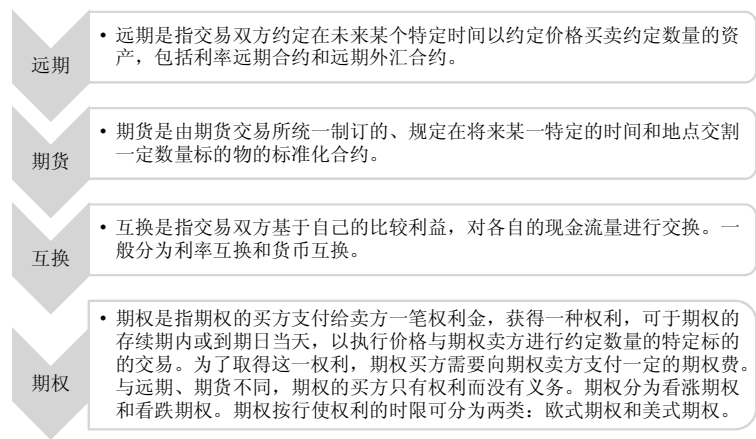 远期
• 远期是指交易双方约定在未来某个特定时间以约定价格买卖约定数量的资
产，包括利率远期合约和远期外汇合约。
期货
• 期货是由期货交易所统一制订的、规定在将来某一特定的时间和地点交割
一定数量标的物的标准化合约。
互换
• 互换是指交易双方基于自己的比较利益，对各自的现金流量进行交换。一
般分为利率互换和货币互换。
期权
• 期权是指期权的买方支付给卖方一笔权利金，获得一种权利，可于期权的
存续期内或到期日当天，以执行价格与期权卖方进行约定数量的特定标的
的交易。为了取得这一权利，期权买方需要向期权卖方支付一定的期权费。
与远期、期货不同，期权的买方只有权利而没有义务。期权分为看涨期权
和看跌期权。期权按行使权利的时限可分为两类：欧式期权和美式期权。